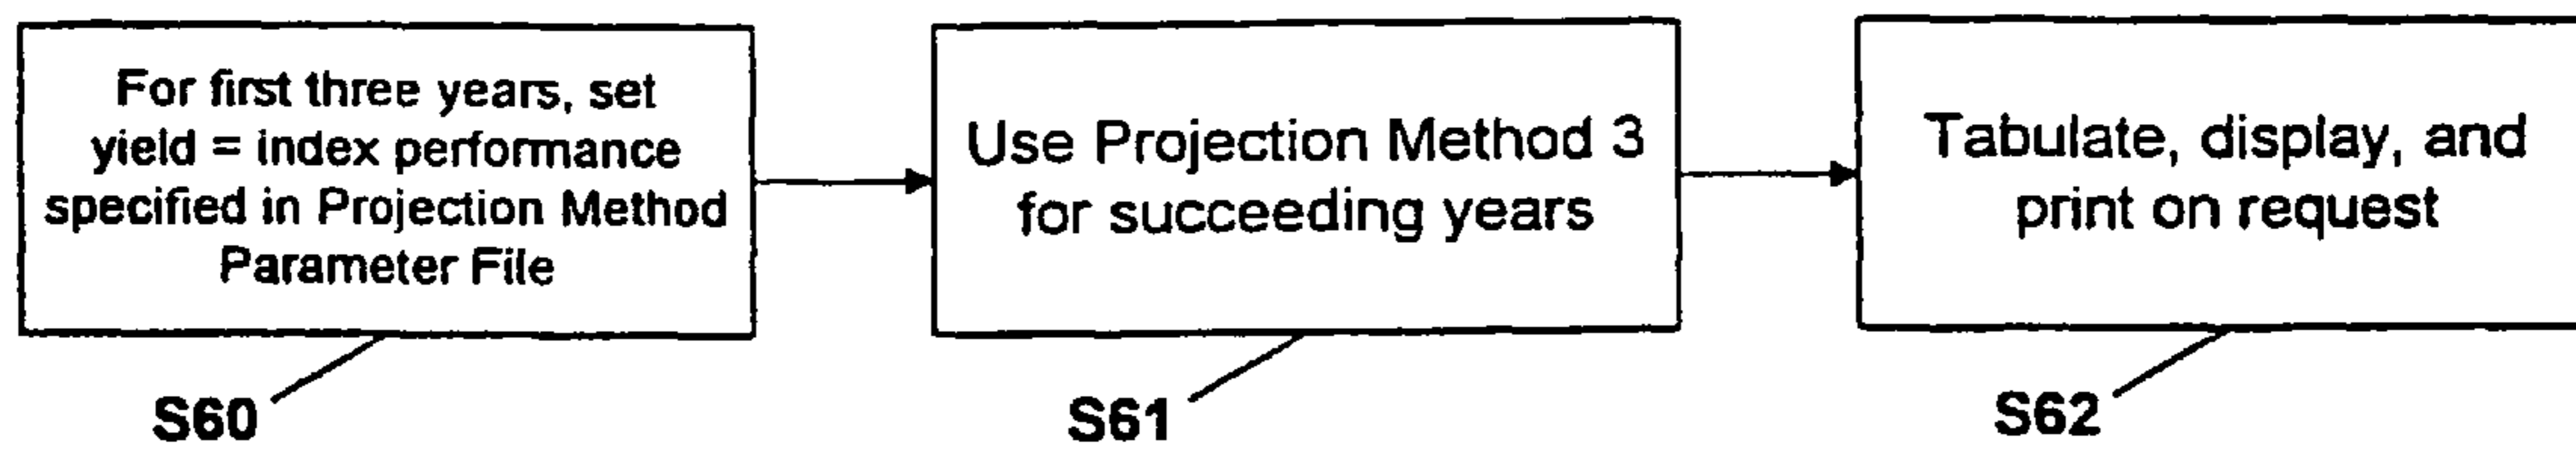 For first three years, set
yield = index performance
specified in Projection Method
Parameter File
Use Projection Method 3
for succeeding years
Tabulate, display, and
print on request
S60
S61
S62